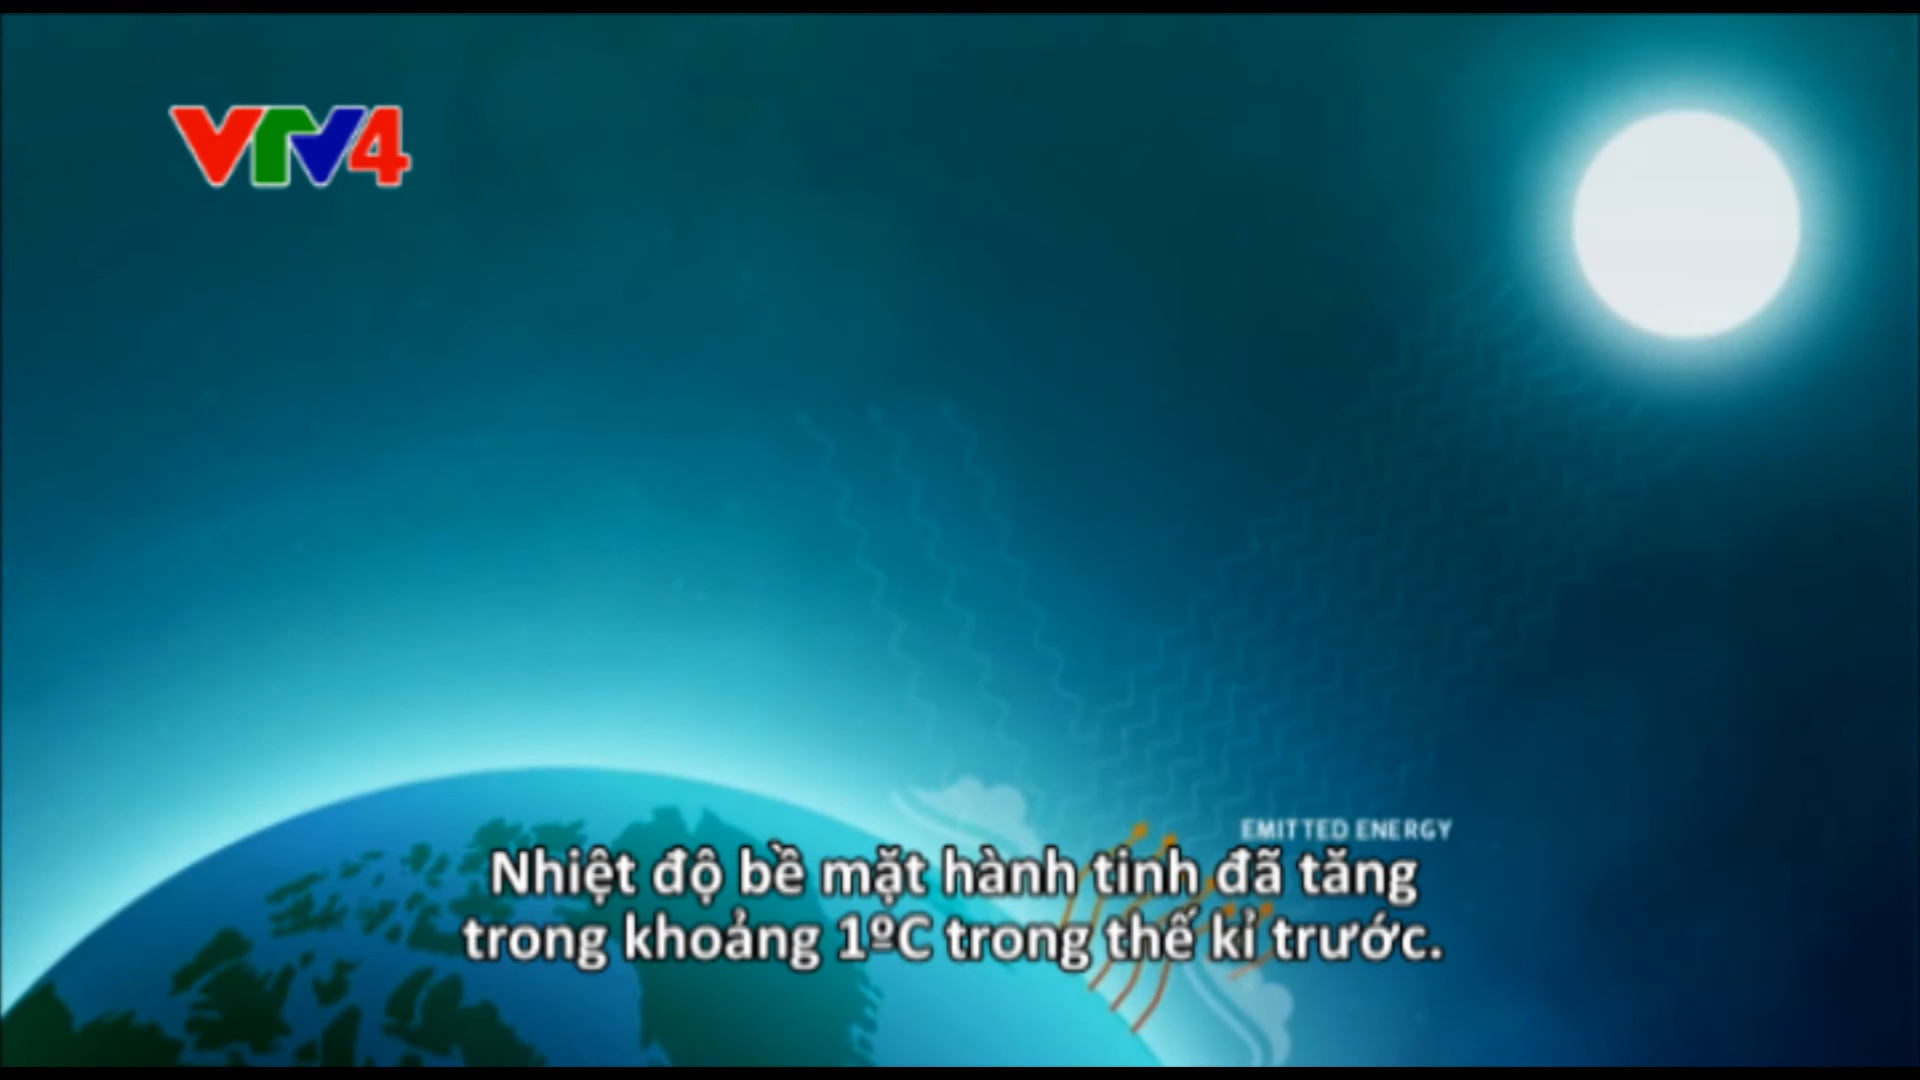 VTV4
EMITTED ENERGY
Nhiệt độ bề mặt hành tinh đã tăng
trong khoảng 1ºC trong thế kỉ trước.